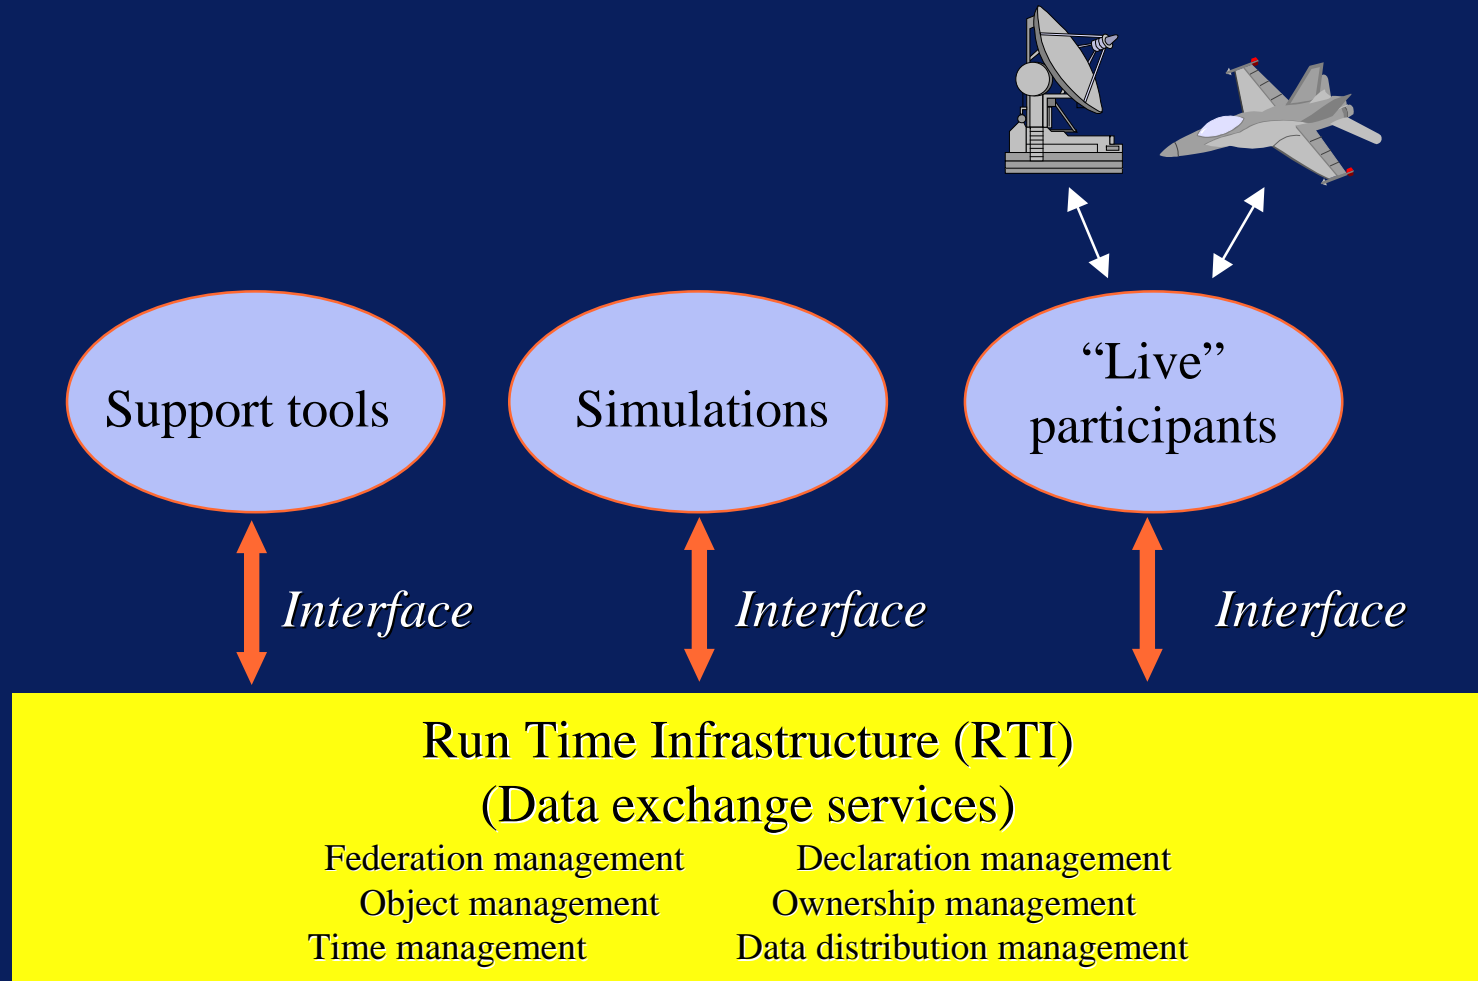 Support tools
Simulations
“Live”
participants
Interface
Interface
Interface
Run Time Infrastructure (RTI)
(Data exchange services)
Federation management Declaration management
Object management Ownership management
Time management Data distribution management